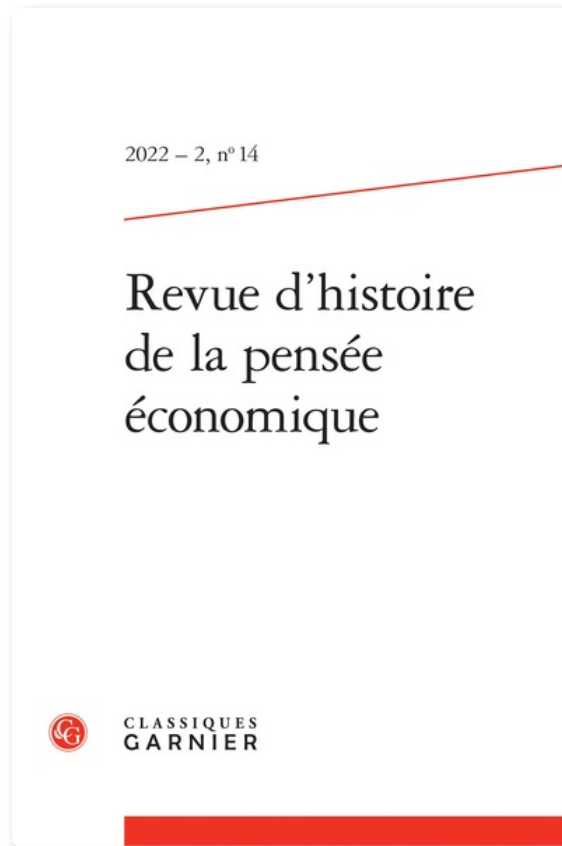 2022 – 2, nº 14
Revue d’histoire
de la pensée
économique
CG
CLASSIQUES
GARNIER